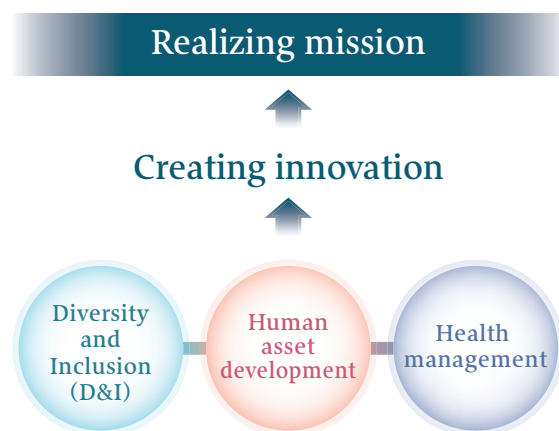 Realizing mission
Creating innovation
Diversity
and
Inclusion
(D&I)
Human
asset
development
Health
management